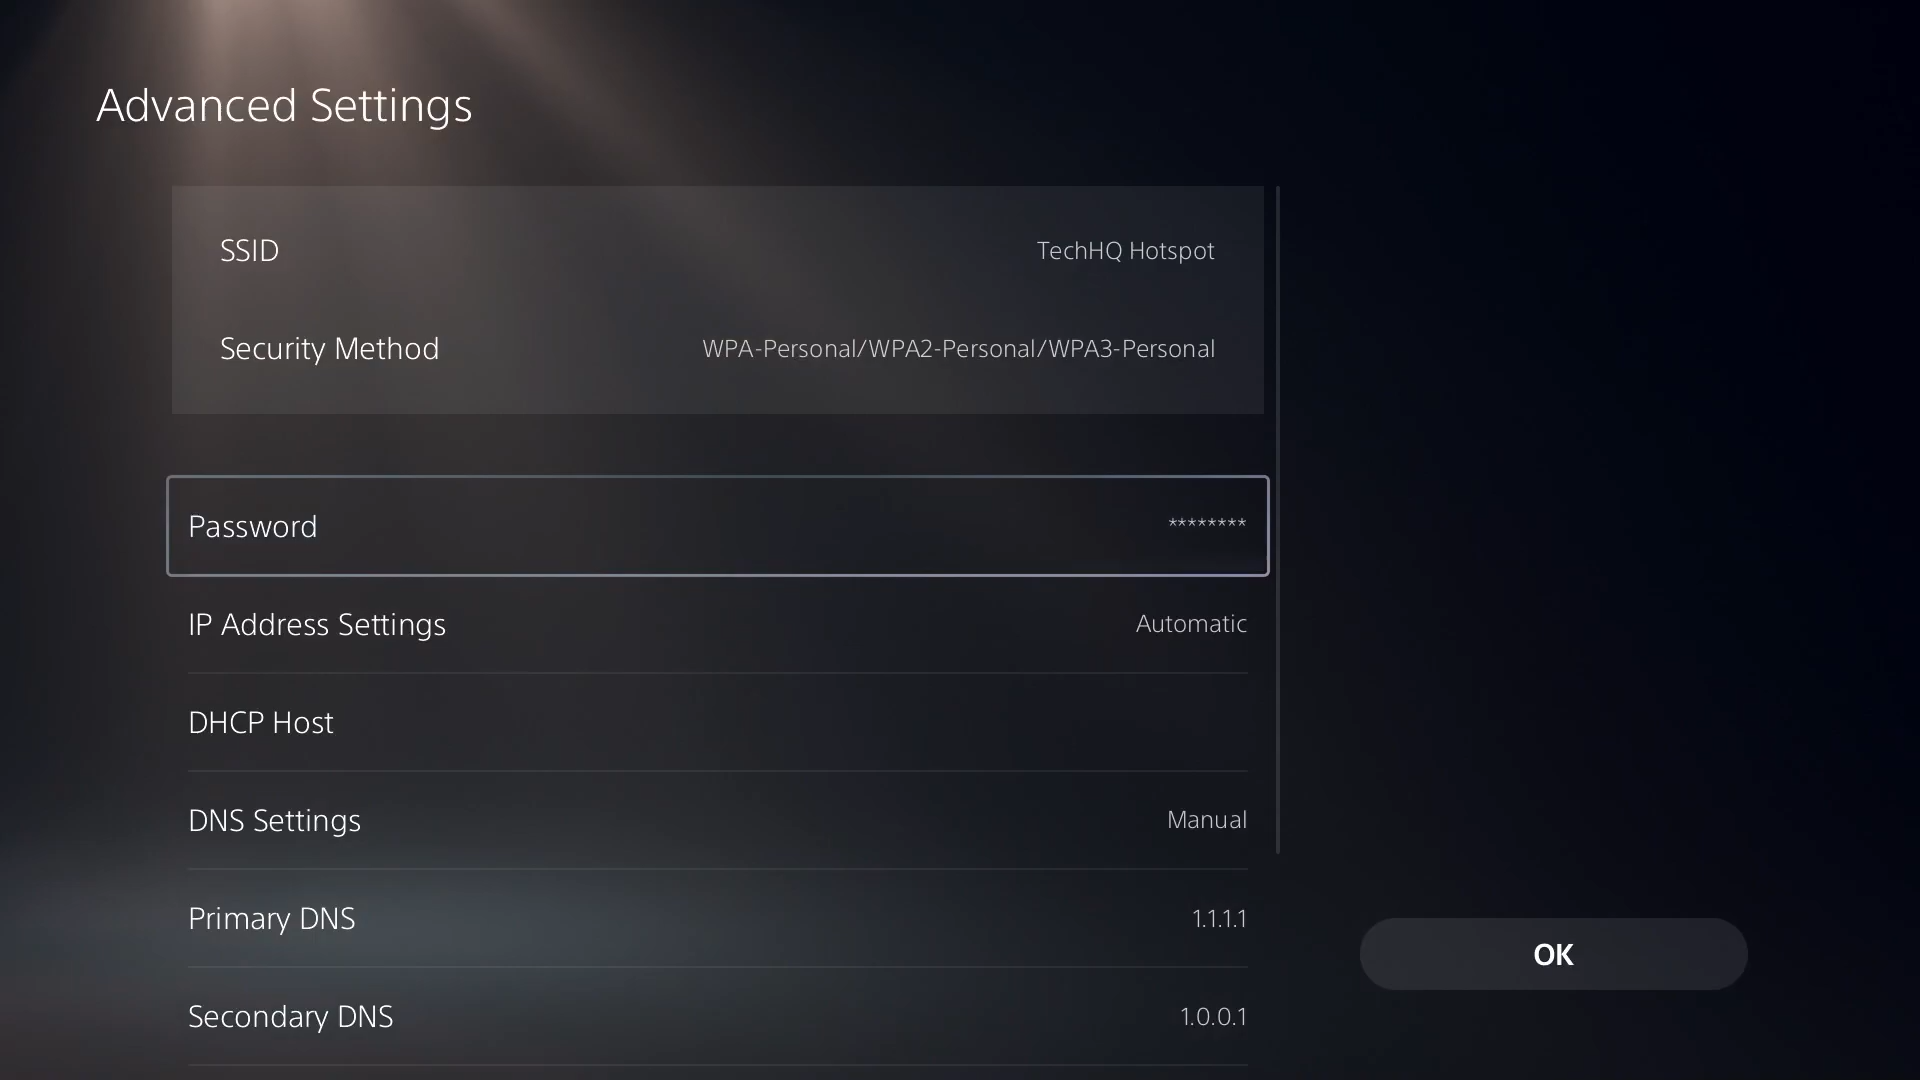 Advanced Settings
SSID TechHQ Hotspot
Security Method WPA-Personal/WPA2-Personal/WPA3-Personal
Password ********
IP Address Settings Automatic
DHCP Host
DNS Settings Manual
Primary DNS 1.1.1.1
Secondary DNS 1.0.0.1
OK